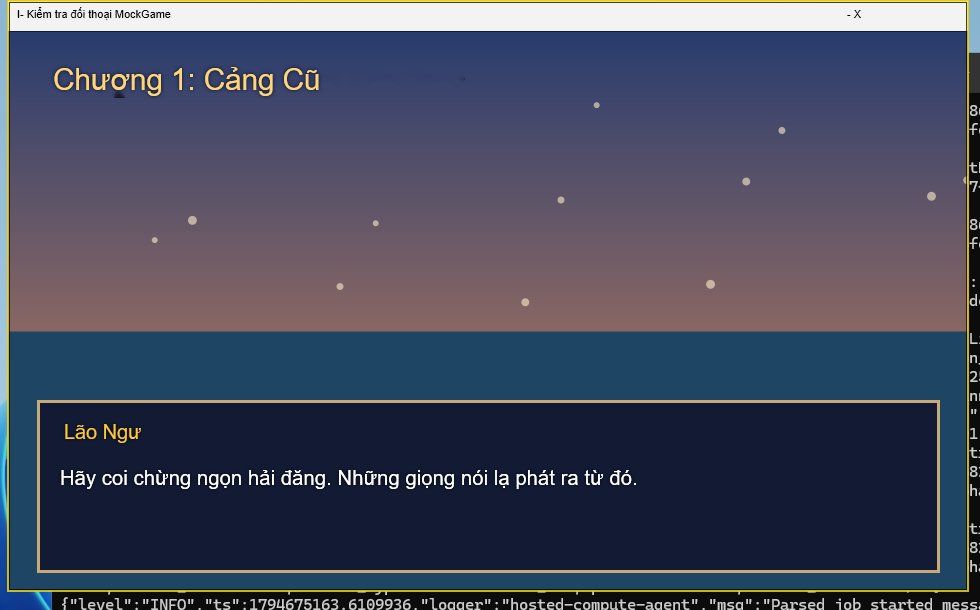 I- Kiểm tra đối thoại MockGame
- X
Chương 1: Cảng Cũ
Lão Ngư
Hãy coi chừng ngọn hải đăng. Những giọng nói lạ phát ra từ đó.
{"level":"INFO","ts":1794675163.6109936,"logger":"hosted-compute-agent","msg":"Parsed job started